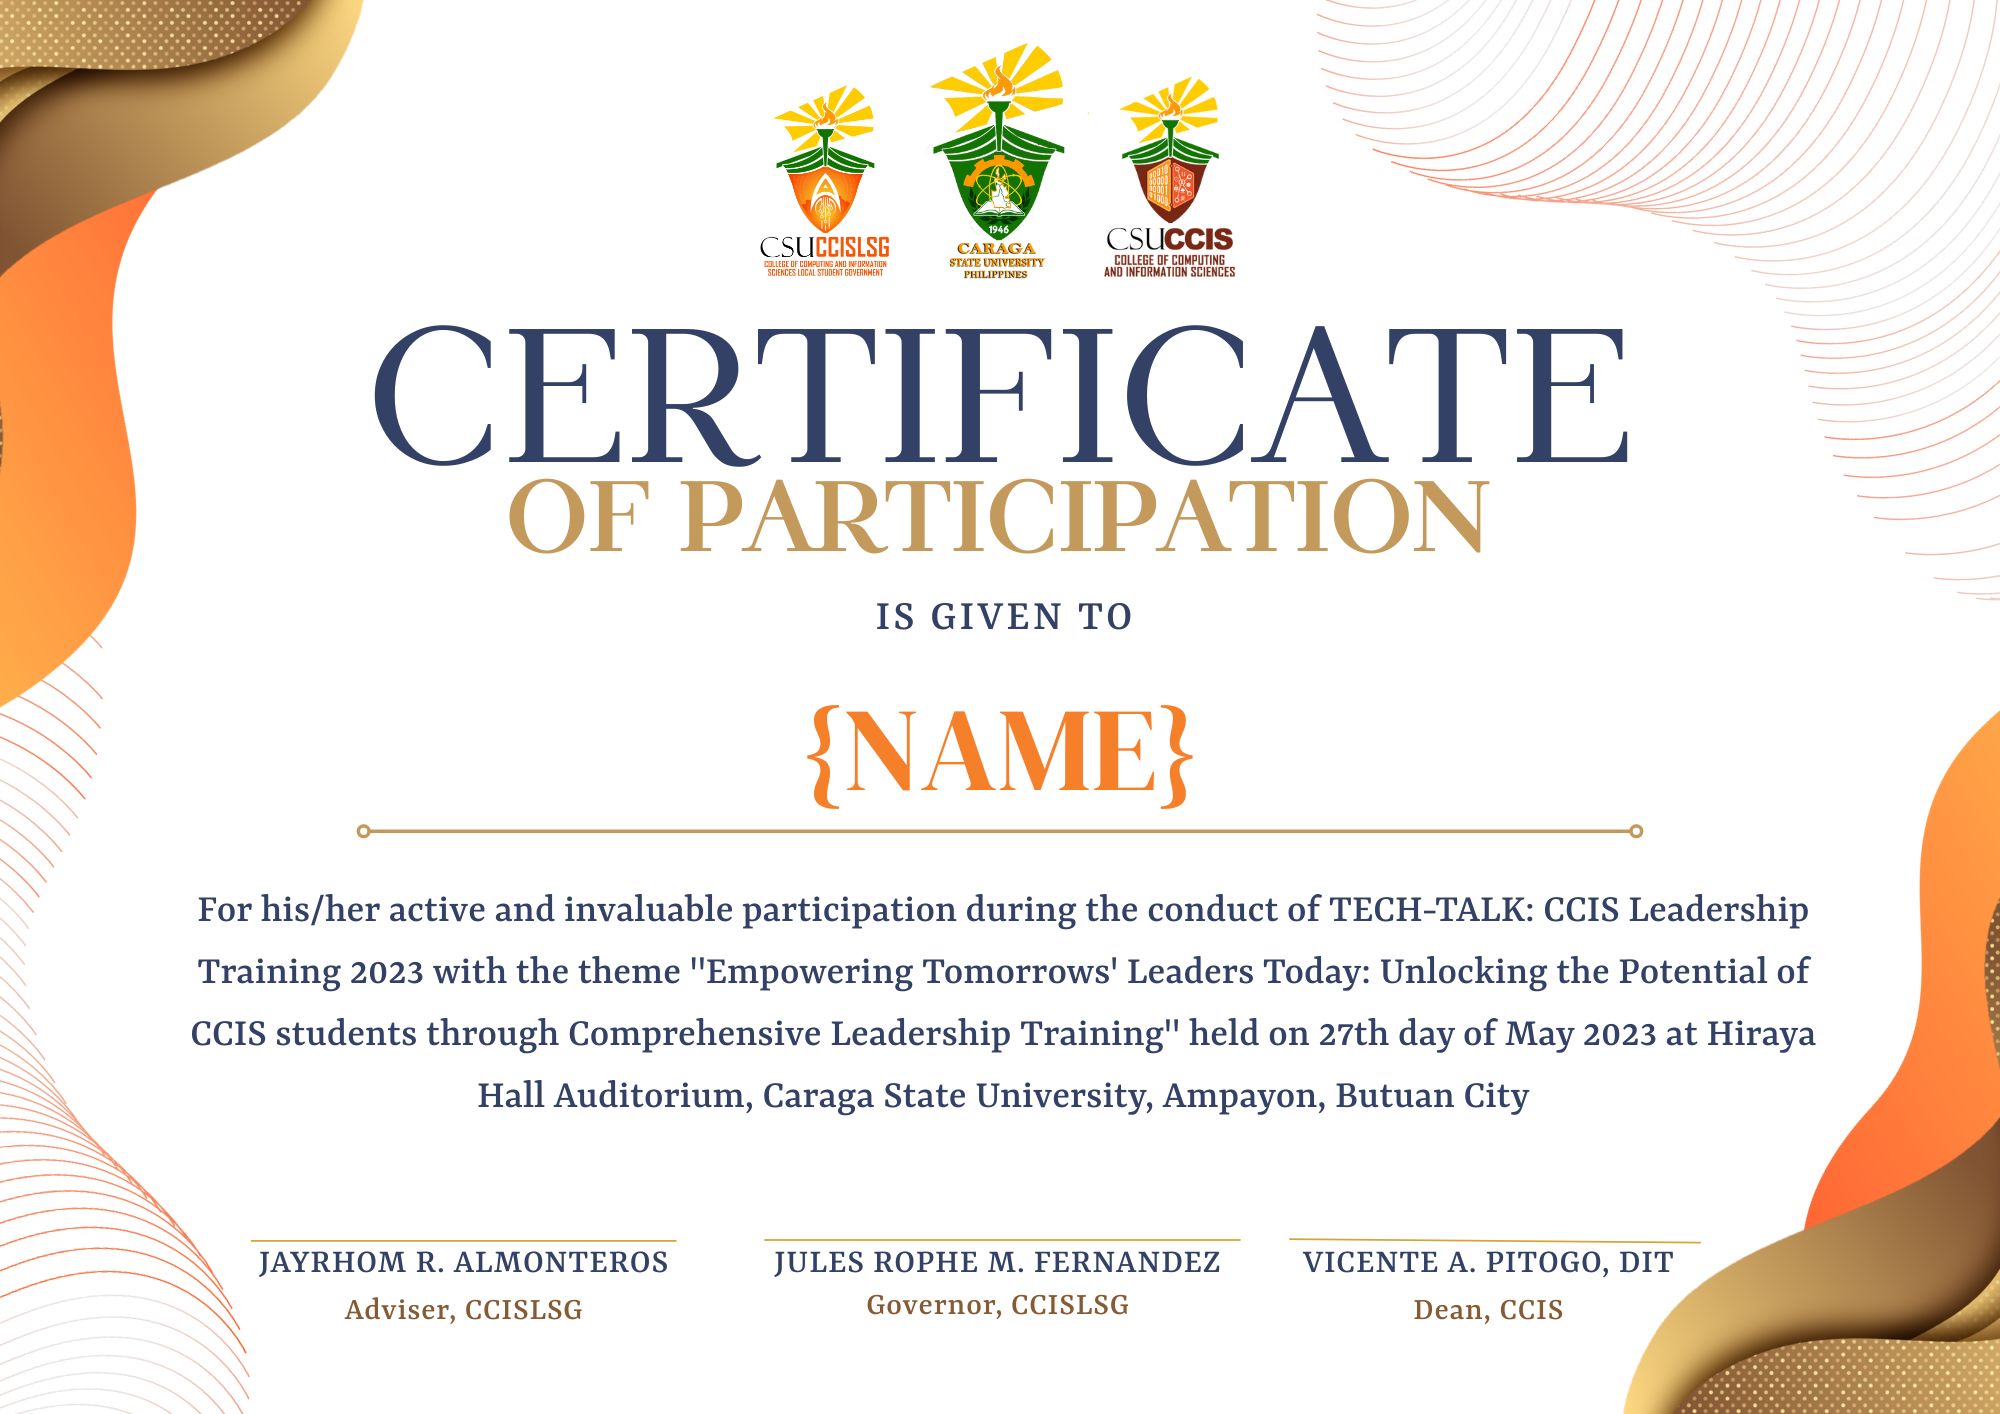 1946
CSUCCISLSG
COLLEGE OF COMPUTING AND INFORMATION
SCIENCES LOCAL STUDENT GOVERNMENT
CARAGA
STATE UNIVERSITY
PHILIPPINES
CSUCCIS
COLLEGE OF COMPUTING
AND INFORMATION SCIENCES
CERTIFICATE
OF PARTICIPATION
IS GIVEN TO
{NAME}
For his/her active and invaluable participation during the conduct of TECH-TALK: CCIS Leadership
Training 2023 with the theme "Empowering Tomorrows' Leaders Today: Unlocking the Potential of
CCIS students through Comprehensive Leadership Training" held on 27th day of May 2023 at Hiraya
Hall Auditorium, Caraga State University, Ampayon, Butuan City
JAYRHOM R. ALMONTEROS
Adviser, CCISLSG
JULES ROPHE M. FERNANDEZ
Governor, CCISLSG
VICENTE A. PITOGO, DIT
Dean, CCIS